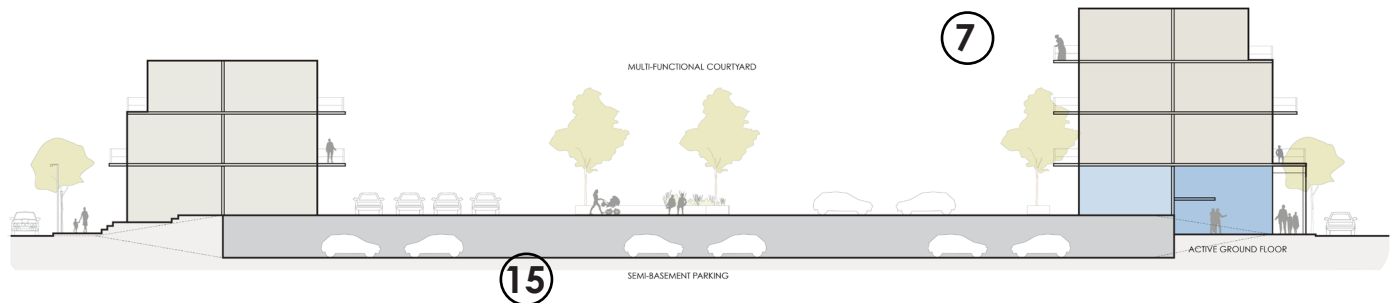 7
MULTI-FUNCTIONAL COURTYARD
ACTIVE GROUND FLOOR
15
SEMI-BASEMENT PARKING